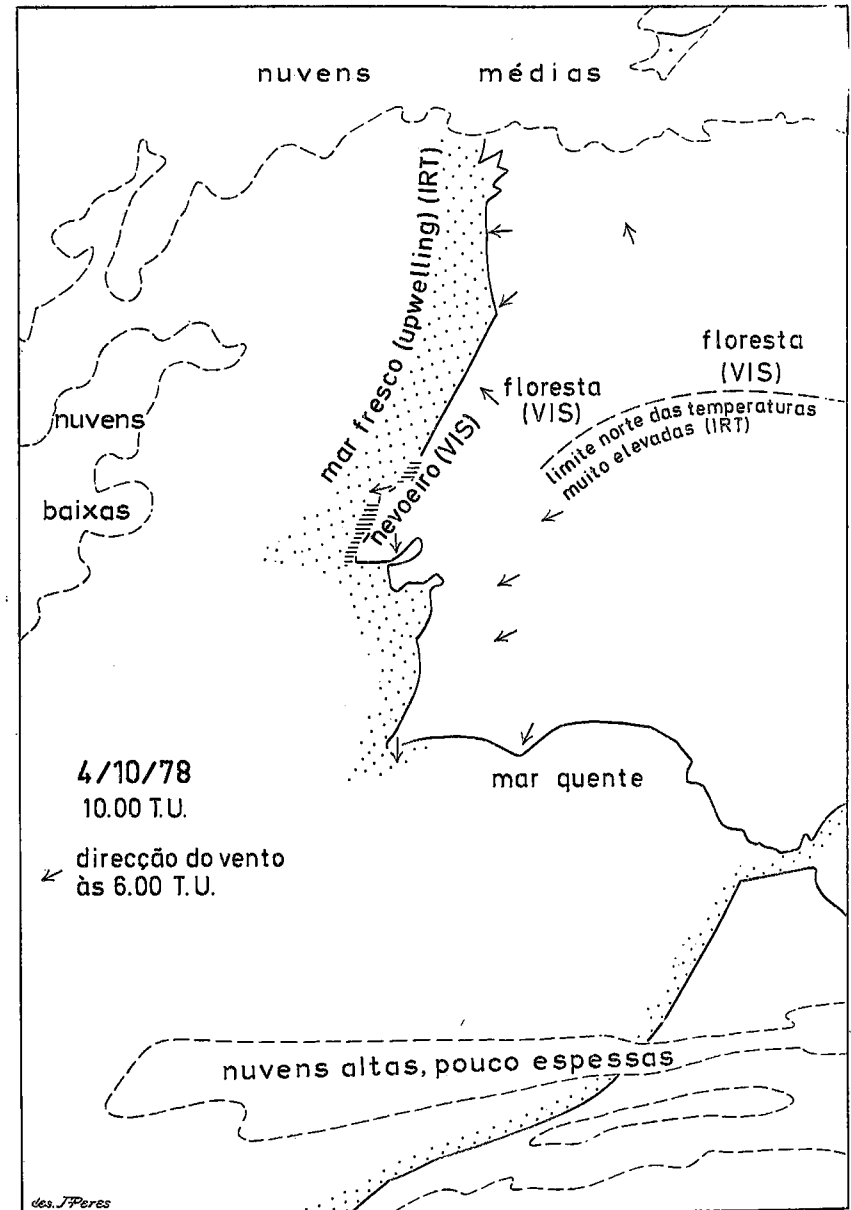 nuvens médias
mar fresco (upwelling) (IRT)
floresta
(VIS)
floresta
(VIS)
limite norte das temperaturas
muito elevadas (IRT)
nuvens
baixas
nevoeiro (VIS)
4/10/78
10.00 T.U.
mar quente
direcção do vento
às 6.00 T.U.
nuvens altas, pouco espessas
des. J. Peres